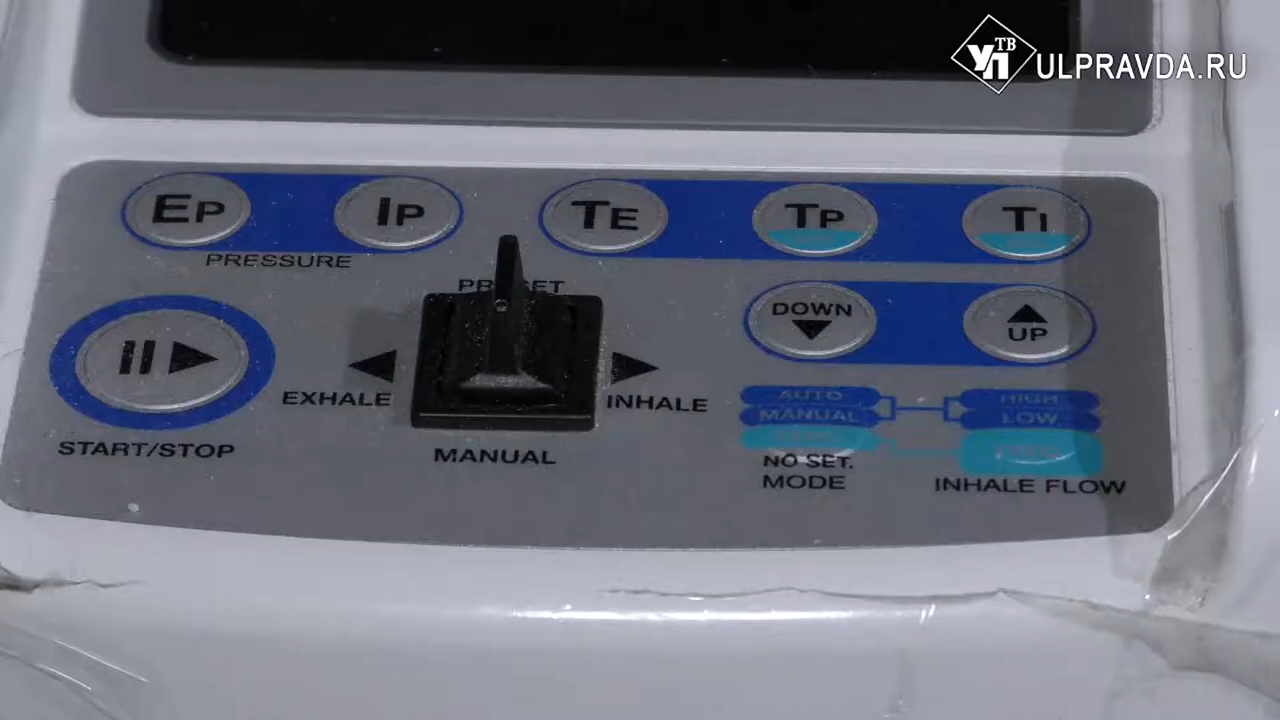 ТВ
УП
ULPRAVDA.RU
EP
IP
TE
TP
TI
PRESSURE
DOWN
UP
EXHALE
INHALE
START/STOP
MANUAL
AUTO
MANUAL
HIGH
LOW
NO SET.
MODE
INHALE FLOW